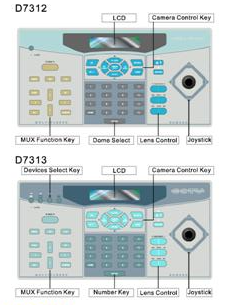 D7312
LCD
Camera Control Key
MUX Function Key
Dome Select
Lens Control
Joystick
D7313
Devices Select Key
LCD
Camera Control Key
MUX Function Key
Number Key
Lens Control
Joystick